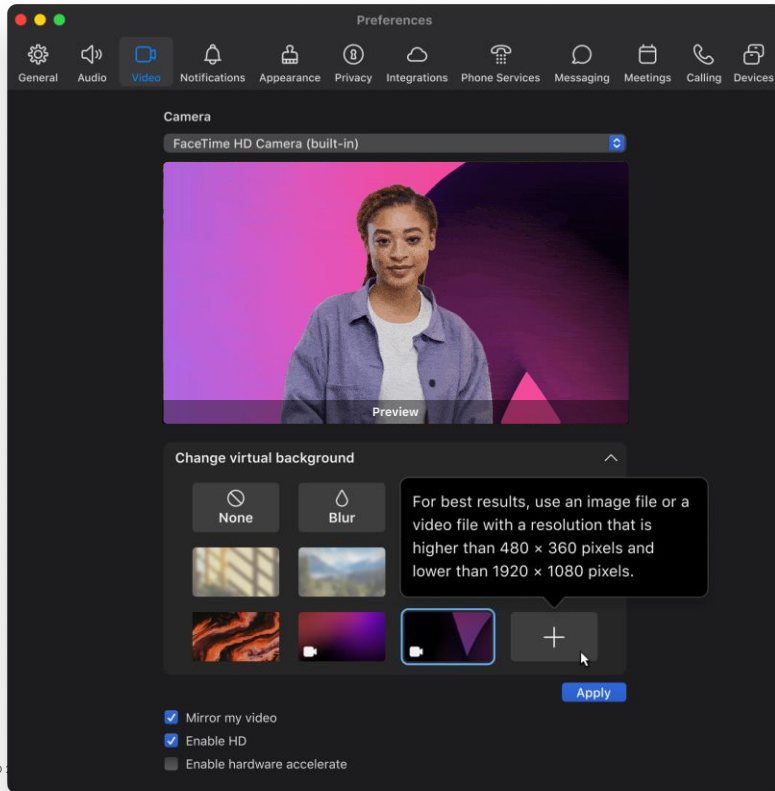 Preferences
General Audio Video Notifications Appearance Privacy Integrations Phone Services Messaging Meetings Calling Devices
Camera
FaceTime HD Camera (built-in)
Preview
Change virtual background
None
Blur
For best results, use an image file or a
video file with a resolution that is
higher than 480 × 360 pixels and
lower than 1920 × 1080 pixels.
Apply
Mirror my video
Enable HD
Enable hardware accelerate